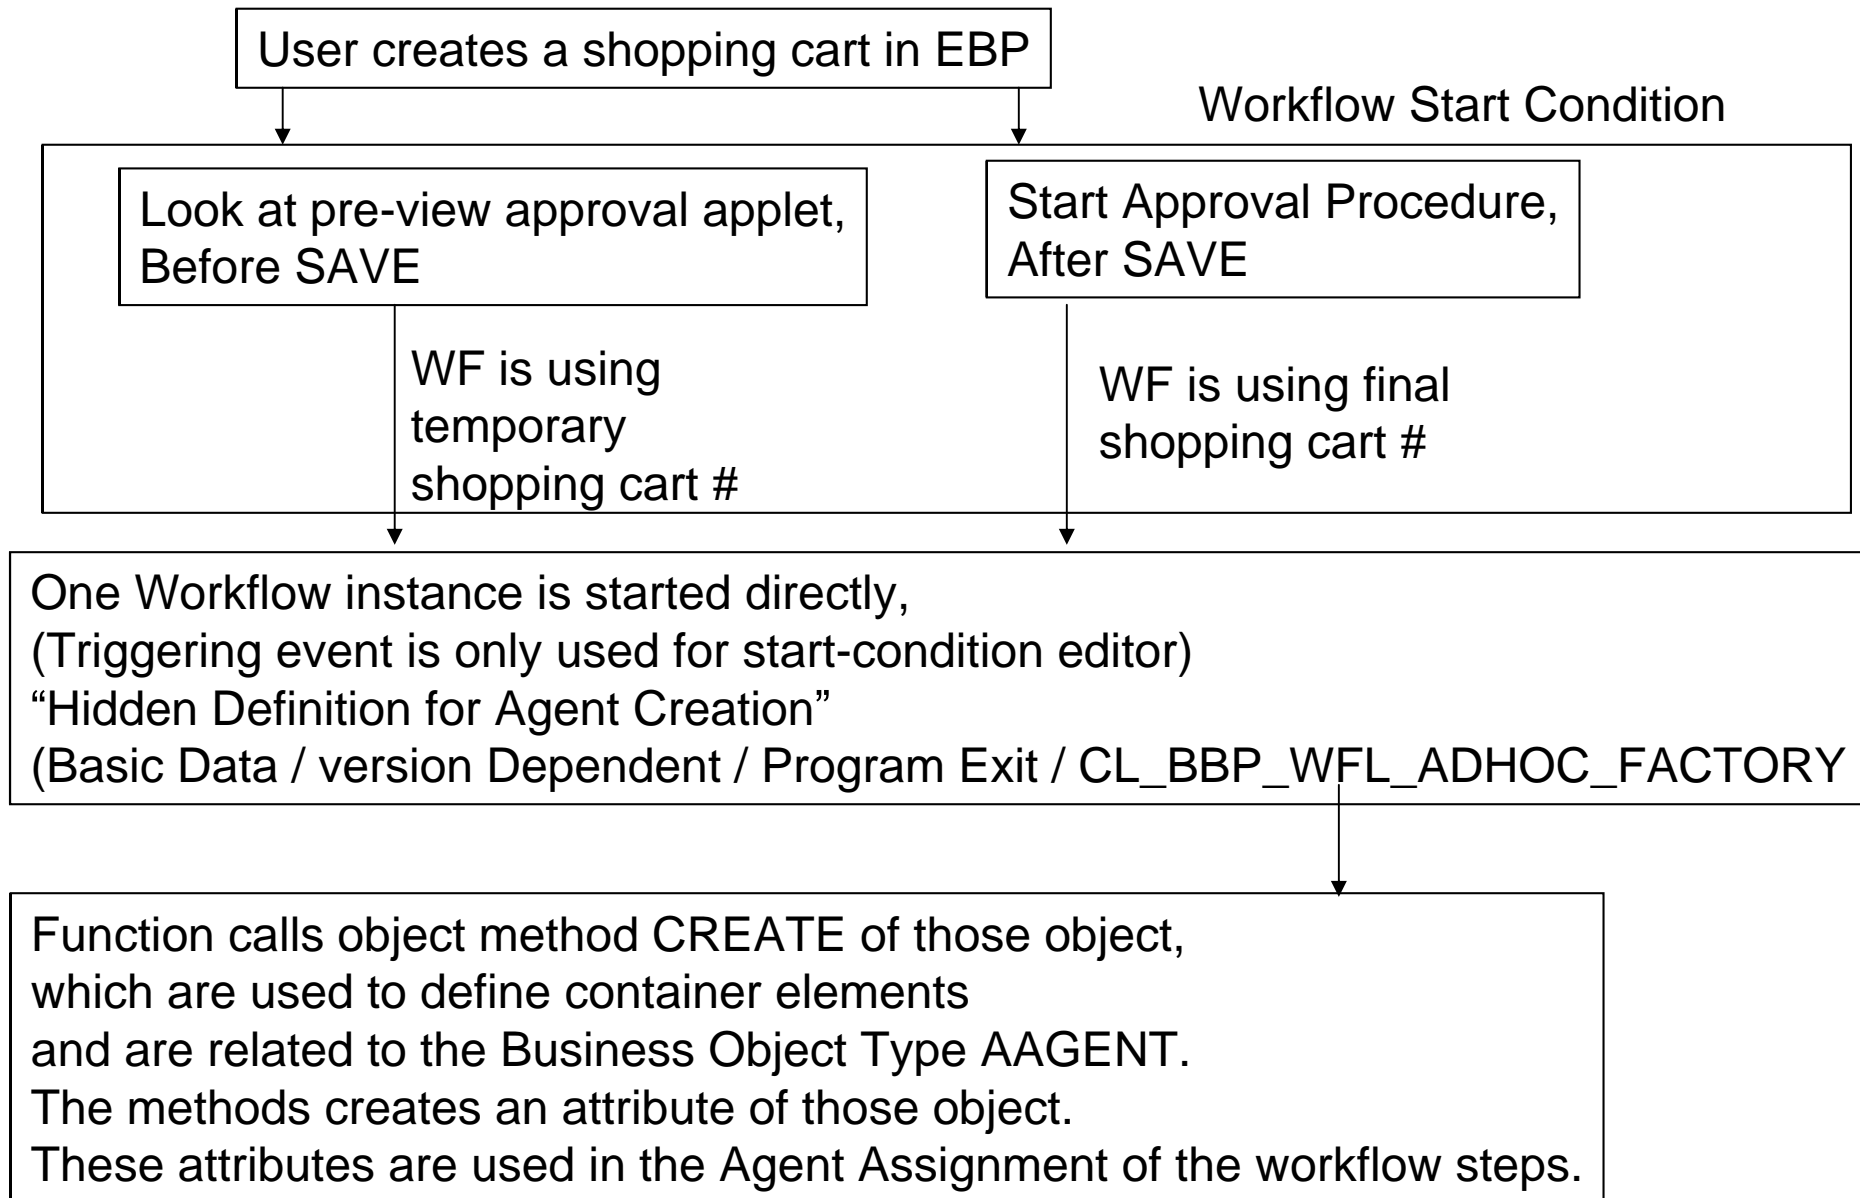 User creates a shopping cart in EBP
Workflow Start Condition
Look at pre-view approval applet,
Before SAVE
Start Approval Procedure,
After SAVE
WF is using
temporary
shopping cart #
WF is using final
shopping cart #
One Workflow instance is started directly,
(Triggering event is only used for start-condition editor)
“Hidden Definition for Agent Creation”
(Basic Data / version Dependent / Program Exit / CL_BBP_WFL_ADHOC_FACTORY
Function calls object method CREATE of those object,
which are used to define container elements
and are related to the Business Object Type AAGENT.
The methods creates an attribute of those object.
These attributes are used in the Agent Assignment of the workflow steps.